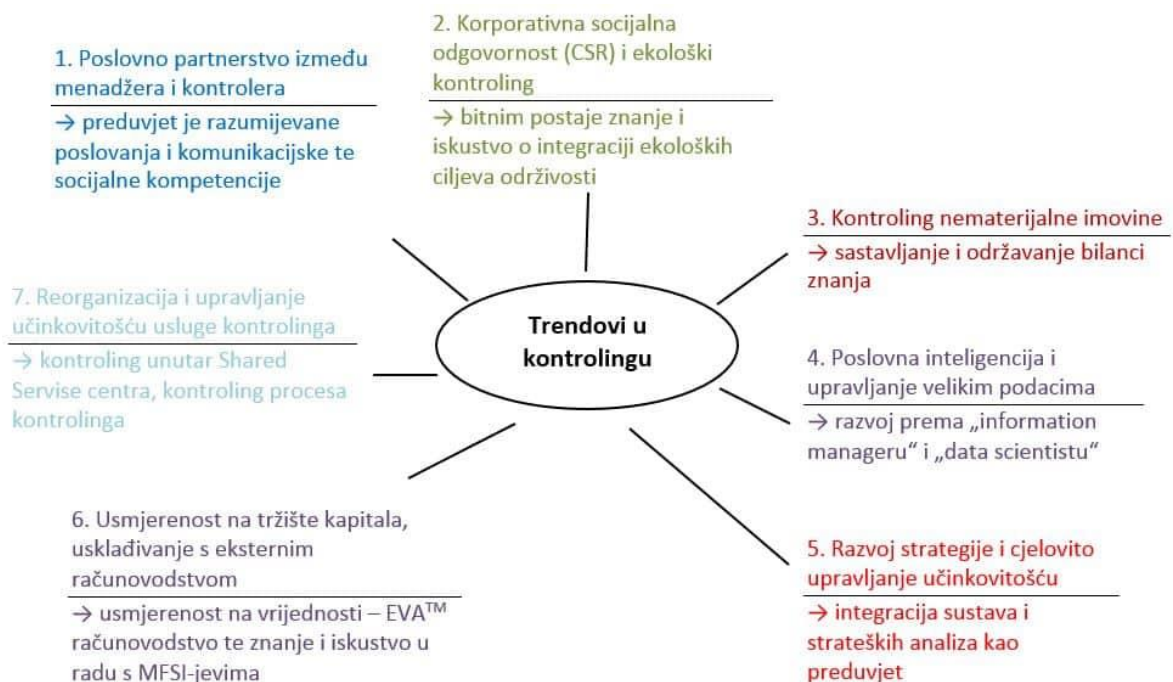 1. Poslovno partnerstvo između
menadžera i kontrolera
→ preduvjet je razumijevane
poslovanja i komunikacijske te
socijalne kompetencije
2. Korporativna socijalna
odgovornost (CSR) i ekološki
kontroling
→ bitnim postaje znanje i
iskustvo o integraciji ekoloških
ciljeva održivosti
3. Kontroling nematerijalne imovine
→ sastavljanje i održavanje bilanci
znanja
Trendovi u
kontrolingu
4. Poslovna inteligencija i
upravljanje velikim podacima
→ razvoj prema „information
manageru“ i „data scientistu“
5. Razvoj strategije i cjelovito
upravljanje učinkovitošću
→ integracija sustava i
strateških analiza kao
preduvjet
6. Usmjerenost na tržište kapitala,
usklađivanje s eksternim
računovodstvom
→ usmjerenost na vrijednosti – EVA™
računovodstvo te znanje i iskustvo u
radu s MFSI-jevima
7. Reorganizacija i upravljanje
učinkovitošću usluge kontrolinga
→ kontroling unutar Shared
Servise centra, kontroling procesa
kontrolinga